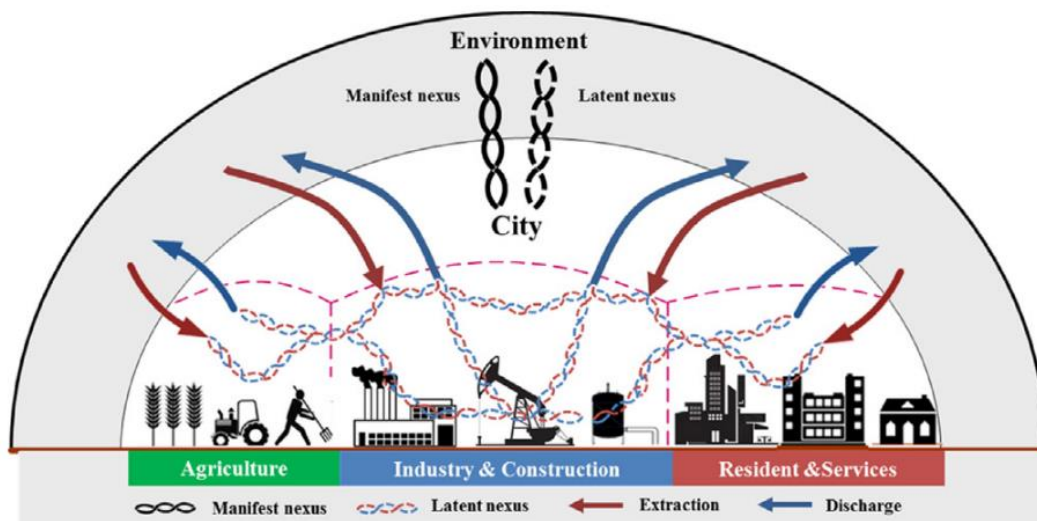 Environment
Manifest nexus
Latent nexus
City
Agriculture
Industry & Construction
Resident &Services
Manifest nexus
Latent nexus
Extraction
Discharge